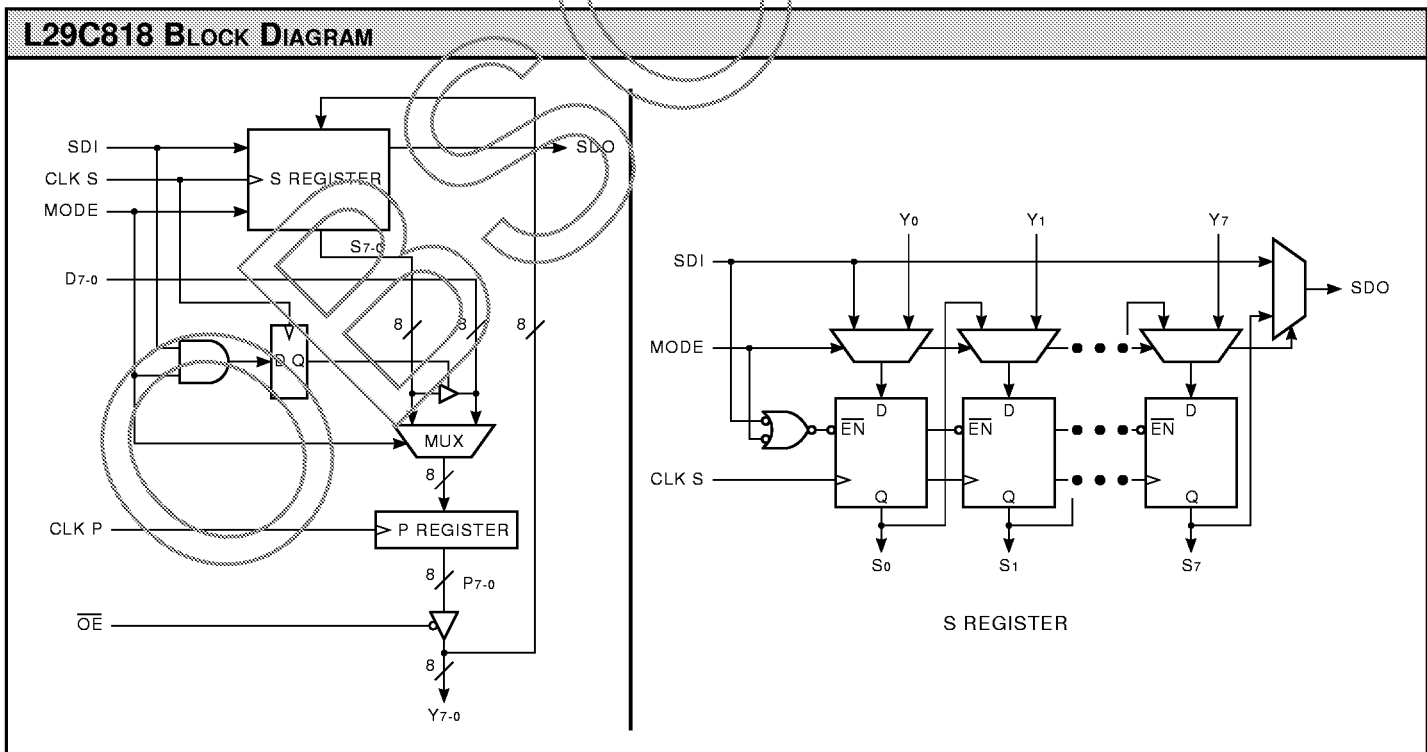 L29C818 BLOCK DIAGRAM
SDI
CLK S
MODE
D7-0
S REGISTER
SDO
S7-0
8
8
8
D Q
MUX
8
CLK P
P REGISTER
8
P7-0
OE
8
Y7-0
Y0
Y1
Y7
SDI
SDO
MODE
D
D
D
EN
EN
EN
CLK S
Q
Q
Q
S0
S1
S7
S REGISTER
OBS